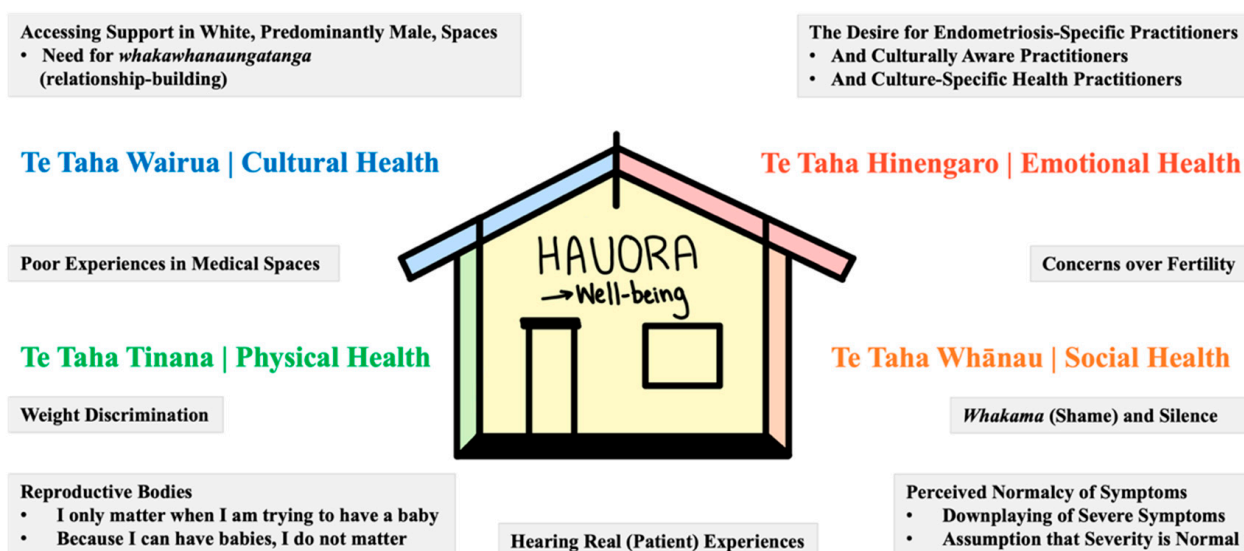 Accessing Support in White, Predominantly Male, Spaces
• Need for whakawhanaungatanga
(relationship-building)
The Desire for Endometriosis-Specific Practitioners
• And Culturally Aware Practitioners
• And Culture-Specific Health Practitioners
Te Taha Wairua | Cultural Health
Te Taha Hinengaro | Emotional Health
Poor Experiences in Medical Spaces
HAUORA
→ Well-being
Concerns over Fertility
Te Taha Tinana | Physical Health
Te Taha Whānau | Social Health
Weight Discrimination
Whakama (Shame) and Silence
Reproductive Bodies
• I only matter when I am trying to have a baby
• Because I can have babies, I do not matter
Hearing Real (Patient) Experiences
Perceived Normalcy of Symptoms
• Downplaying of Severe Symptoms
• Assumption that Severity is Normal